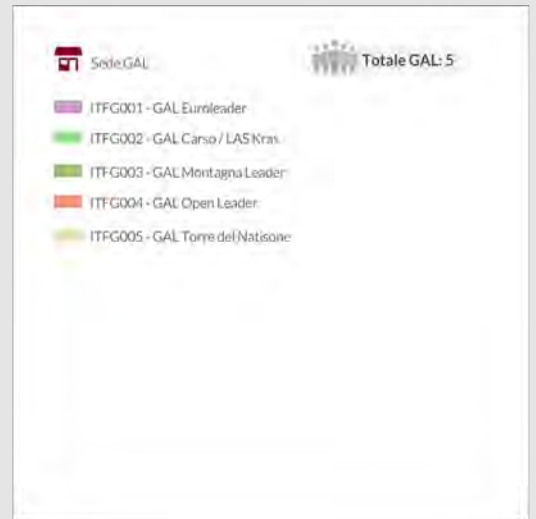 Sede GAL
Totale GAL: 5
ITFG001 - GAL Euroleader
ITFG002 - GAL Carso / LAS Kras
ITFG003 - GAL Montagna Leader
ITFG004 - GAL Open Leader
ITFG005 - GAL Torre del Natisone